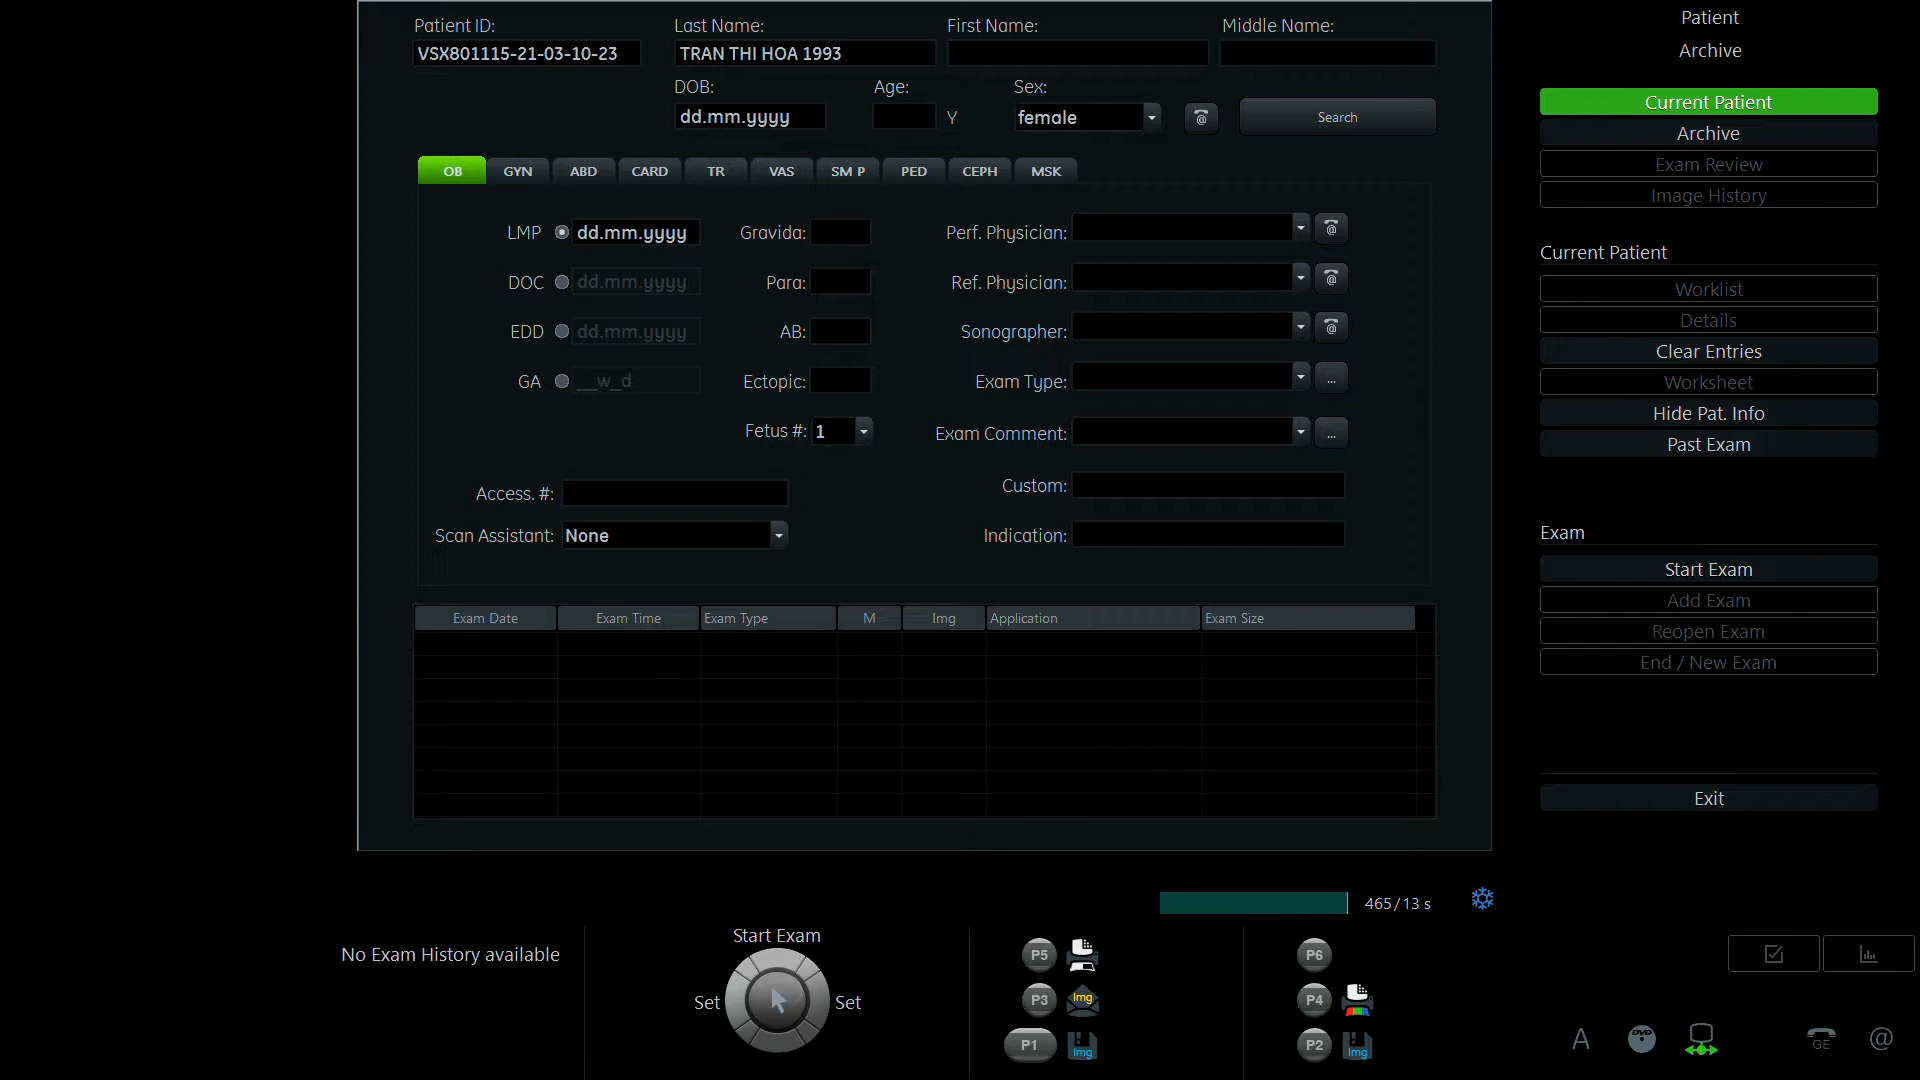 Patient ID:
Last Name:
First Name:
Middle Name:
VSX801115-21-03-10-23
TRAN THI HOA 1993
DOB:
Age:
Sex:
dd.mm.yyyy
Y
female
@
Search
OB
GYN
ABD
CARD
TR
VAS
SM P
PED
CEPH
MSK
LMP
dd.mm.yyyy
Gravida:
Perf. Physician:
@
DOC
dd.mm.yyyy
Para:
Ref. Physician:
@
EDD
dd.mm.yyyy
AB:
Sonographer:
@
GA
__w_d
Ectopic:
Exam Type:
...
Fetus #:
1
Exam Comment:
...
Access. #:
Custom:
Scan Assistant:
None
Indication:
Exam Date
Exam Time
Exam Type
M
Img
Application
Exam Size
465/13 s
No Exam History available
Start Exam
Set
Set
P5
P3
Img
P1
Img
P6
P4
P2
Img
Patient
Archive
Current Patient
Archive
Exam Review
Image History
Current Patient
Worklist
Details
Clear Entries
Worksheet
Hide Pat. Info
Past Exam
Exam
Start Exam
Add Exam
Reopen Exam
End / New Exam
Exit
A
DVD
GE
@